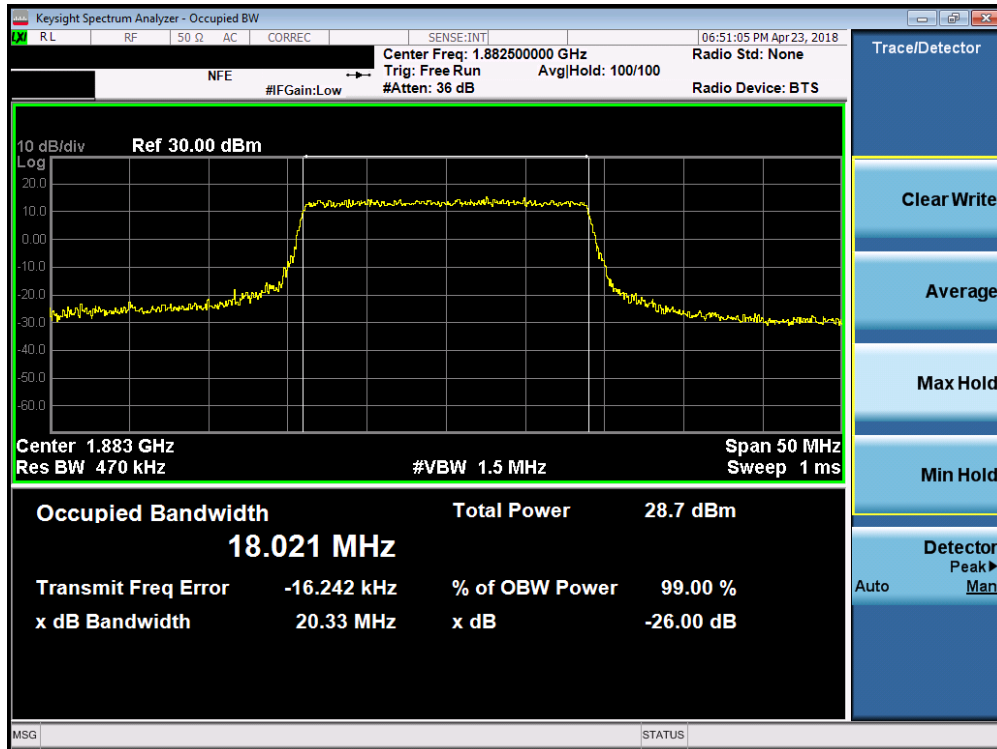 Keysight Spectrum Analyzer - Occupied BW
LXI RL RF 50 Ω AC CORREC SENSE:INT 06:51:05 PM Apr 23, 2018
Center Freq: 1.882500000 GHz Radio Std: None
NFE Trig: Free Run Avg|Hold: 100/100
#IFGain:Low #Atten: 36 dB Radio Device: BTS
Trace/Detector
10 dB/div Ref 30.00 dBm
Log
20.0
10.0
0.00
-10.0
-20.0
-30.0
-40.0
-50.0
-60.0
Center 1.883 GHz Span 50 MHz
Res BW 470 kHz #VBW 1.5 MHz Sweep 1 ms
Occupied Bandwidth Total Power 28.7 dBm
18.021 MHz
Transmit Freq Error -16.242 kHz % of OBW Power 99.00 %
x dB Bandwidth 20.33 MHz x dB -26.00 dB
Clear Write
Average
Max Hold
Min Hold
Detector
Peak▶
Auto Man
MSG STATUS